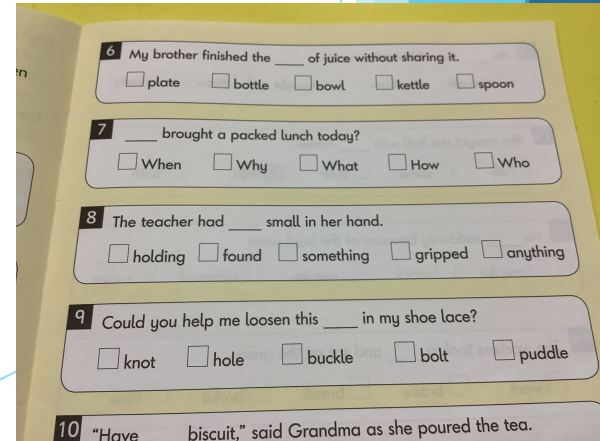 en
6 My brother finished the ____ of juice without sharing it.
plate bottle bowl kettle spoon
7 ____ brought a packed lunch today?
When Why What How Who
8 The teacher had ____ small in her hand.
holding found something gripped anything
9 Could you help me loosen this ____ in my shoe lace?
knot hole buckle bolt puddle
10 “Have ____ biscuit,” said Grandma as she poured the tea.